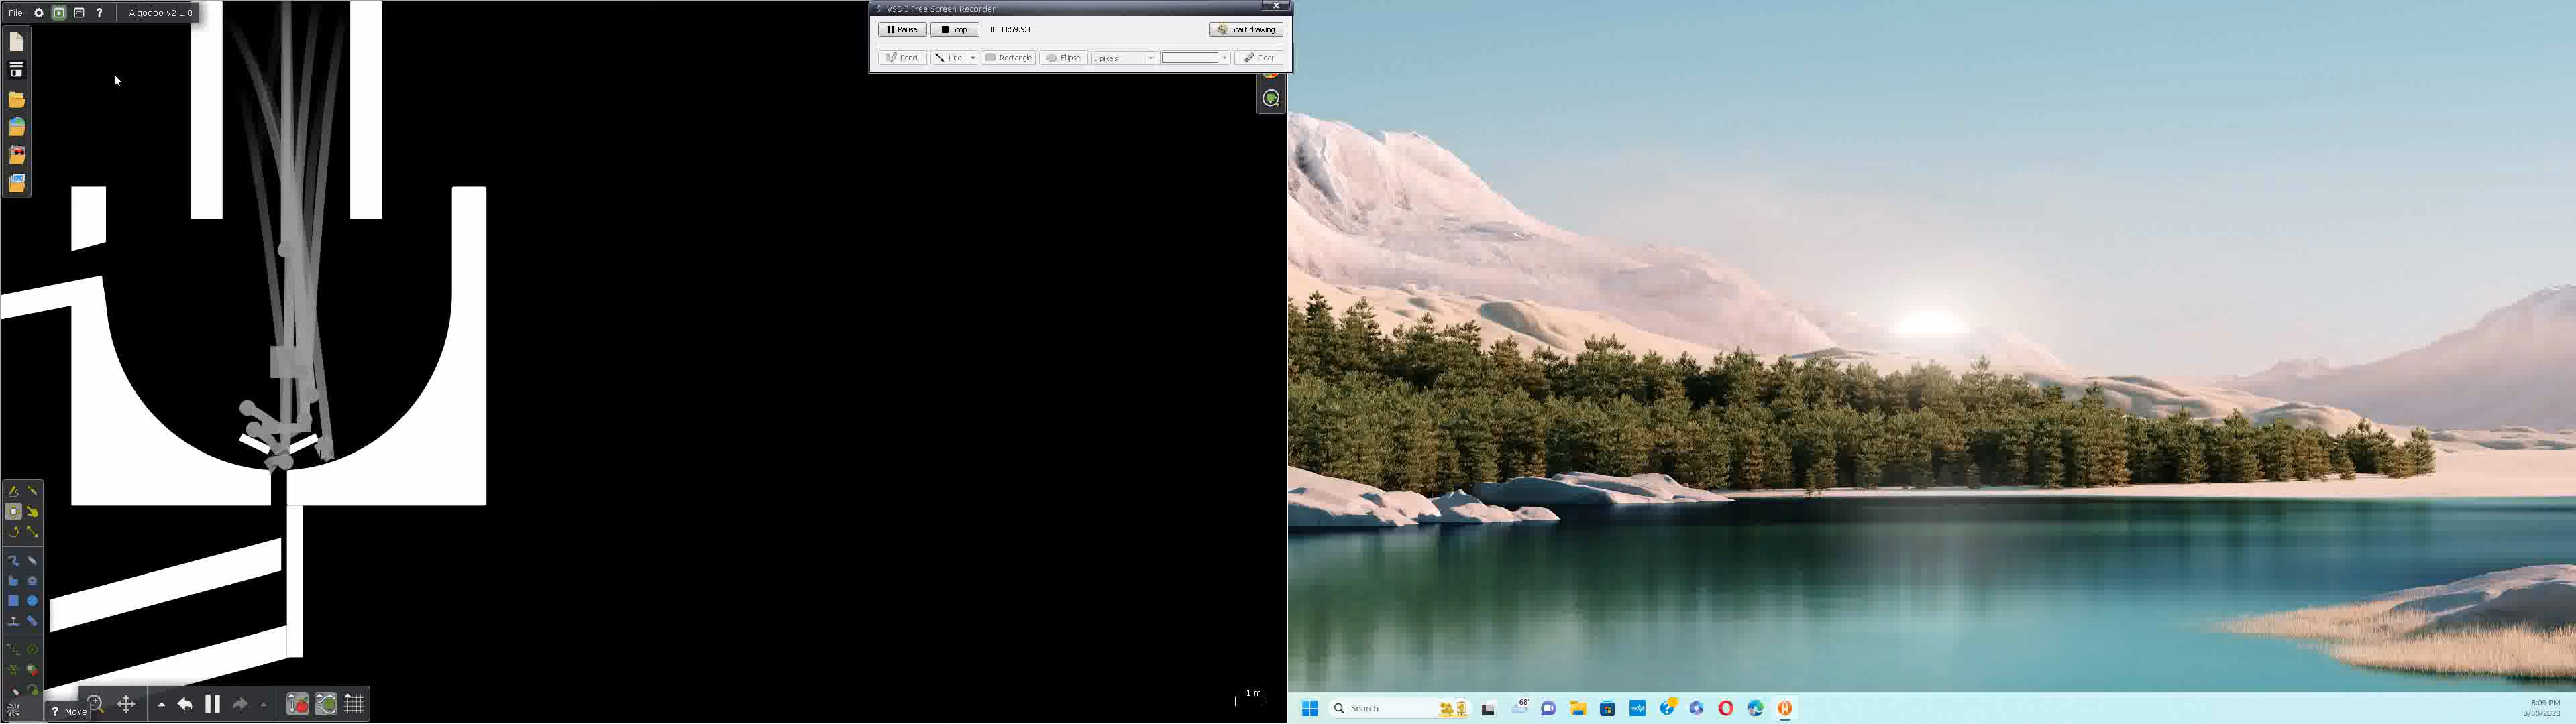 File
Algodoo v2.1.0
VSDC Free Screen Recorder
Pause
Stop
00:00:59.930
Start drawing
Pencil
Line
Rectangle
Ellipse
3 pixels
Clear
1 m
? Move
Search
68°
8:09 PM
3/30/2023